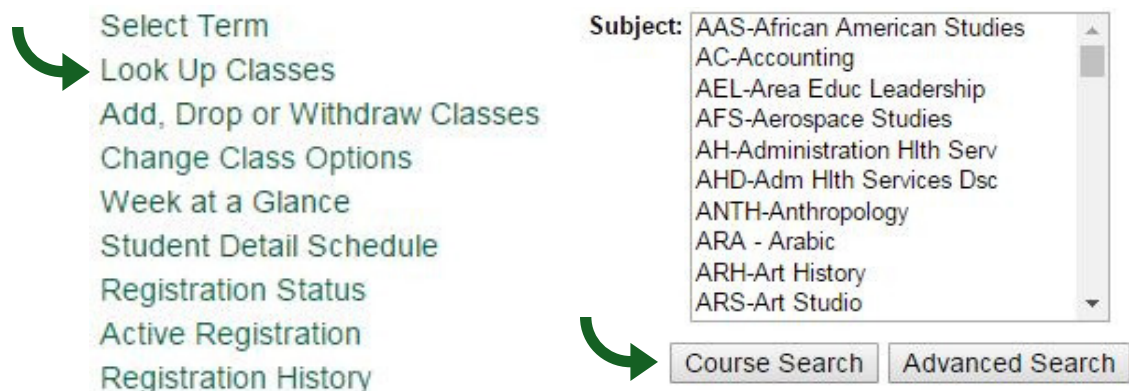 Select Term
Look Up Classes
Add, Drop or Withdraw Classes
Change Class Options
Week at a Glance
Student Detail Schedule
Registration Status
Active Registration
Registration History
Subject:
AAS-African American Studies
AC-Accounting
AEL-Area Educ Leadership
AFS-Aerospace Studies
AH-Administration Hlth Serv
AHD-Adm Hlth Services Dsc
ANTH-Anthropology
ARA - Arabic
ARH-Art History
ARS-Art Studio
Course Search Advanced Search